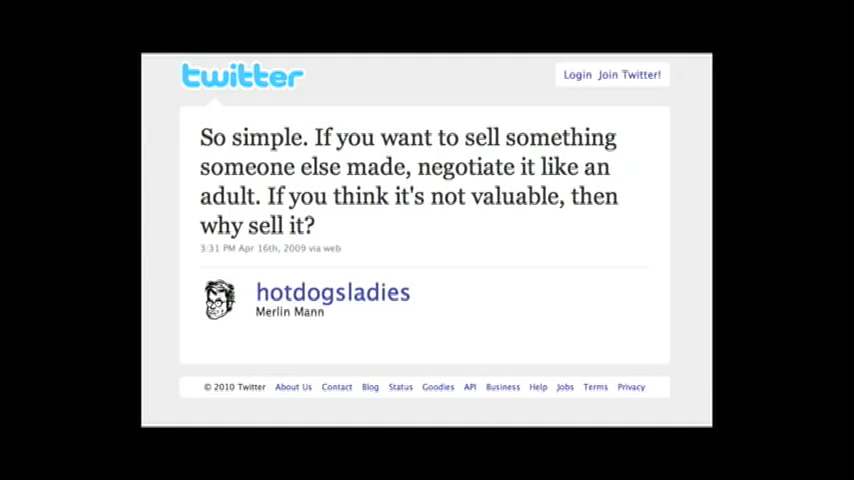 twitter
Login Join Twitter!
So simple. If you want to sell something
someone else made, negotiate it like an
adult. If you think it's not valuable, then
why sell it?
3:31 PM Apr 16th, 2009 via web
hotdogsladies
Merlin Mann
© 2010 Twitter About Us Contact Blog Status Goodies API Business Help Jobs Terms Privacy